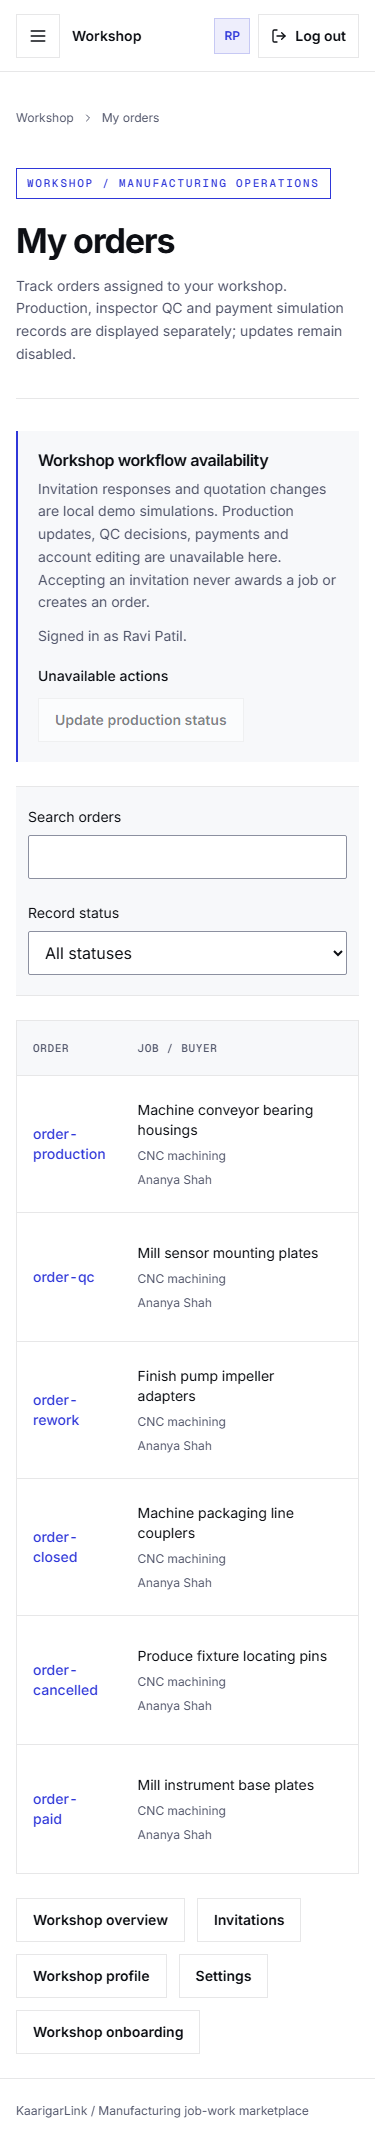 Workshop
RP
Log out
Workshop > My orders
WORKSHOP / MANUFACTURING OPERATIONS
My orders
Track orders assigned to your workshop.
Production, inspector QC and payment simulation
records are displayed separately; updates remain
disabled.
Workshop workflow availability
Invitation responses and quotation changes
are local demo simulations. Production
updates, QC decisions, payments and
account editing are unavailable here.
Accepting an invitation never awards a job or
creates an order.
Signed in as Ravi Patil.
Unavailable actions
Update production status
Search orders
Record status
All statuses
ORDER JOB / BUYER
order-
production
Machine conveyor bearing
housings
CNC machining
Ananya Shah
order-qc
Mill sensor mounting plates
CNC machining
Ananya Shah
order-
rework
Finish pump impeller
adapters
CNC machining
Ananya Shah
order-
closed
Machine packaging line
couplers
CNC machining
Ananya Shah
order-
cancelled
Produce fixture locating pins
CNC machining
Ananya Shah
order-
paid
Mill instrument base plates
CNC machining
Ananya Shah
Workshop overview
Invitations
Workshop profile
Settings
Workshop onboarding
KaarigarLink / Manufacturing job-work marketplace